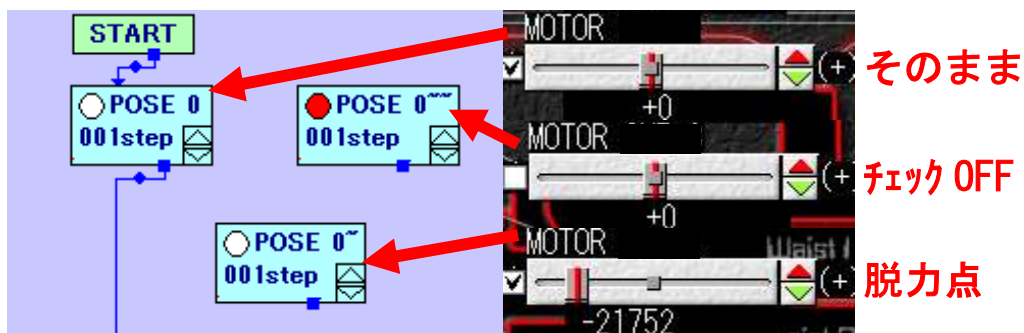 START
POSE 0
001step
POSE 0~~
001step
POSE 0~
001step
MOTOR
+0
(+)
そのまま
MOTOR
+0
(+
チェック OFF
Waist
MOTOR
-21752
(+)
脱力点